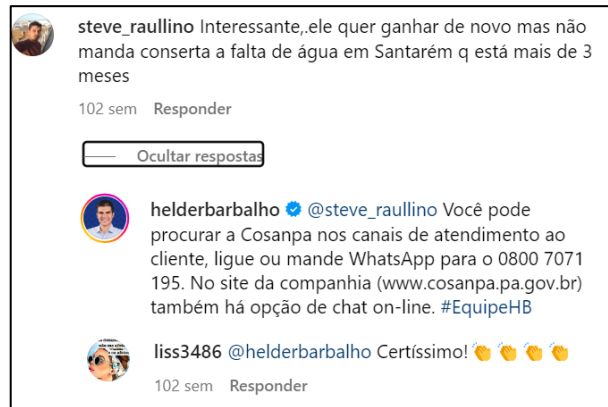 steve_raullino Interessante,.ele quer ganhar de novo mas não
manda conserta a falta de água em Santarém q está mais de 3
meses
102 sem Responder
Ocultar respostas
helderbarbalho @steve_raullino Você pode
procurar a Cosanpa nos canais de atendimento ao
cliente, ligue ou mande WhatsApp para o 0800 7071
195. No site da companhia (www.cosanpa.pa.gov.br)
também há opção de chat on-line. #EquipeHB
liss3486 @helderbarbalho Certíssimo! 👏 👏 👏 👏
102 sem Responder